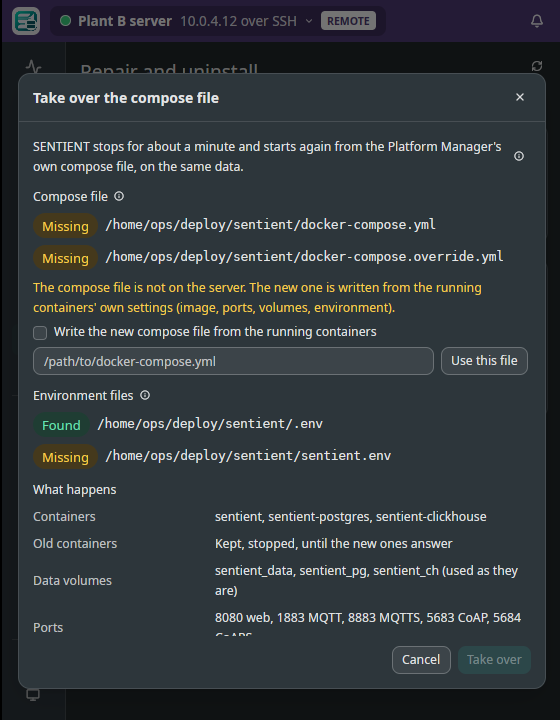 Plant B server 10.0.4.12 over SSH REMOTE
Repair and uninstall
Take over the compose file
SENTIENT stops for about a minute and starts again from the Platform Manager's
own compose file, on the same data.
Compose file
Missing /home/ops/deploy/sentient/docker-compose.yml
Missing /home/ops/deploy/sentient/docker-compose.override.yml
The compose file is not on the server. The new one is written from the running
containers' own settings (image, ports, volumes, environment).
Write the new compose file from the running containers
/path/to/docker-compose.yml Use this file
Environment files
Found /home/ops/deploy/sentient/.env
Missing /home/ops/deploy/sentient/sentient.env
What happens
Containers sentient, sentient-postgres, sentient-clickhouse
Old containers Kept, stopped, until the new ones answer
Data volumes sentient_data, sentient_pg, sentient_ch (used as they
are)
Ports 8080 web, 1883 MQTT, 8883 MQTTS, 5683 CoAP, 5684
CoAPS
Cancel Take over